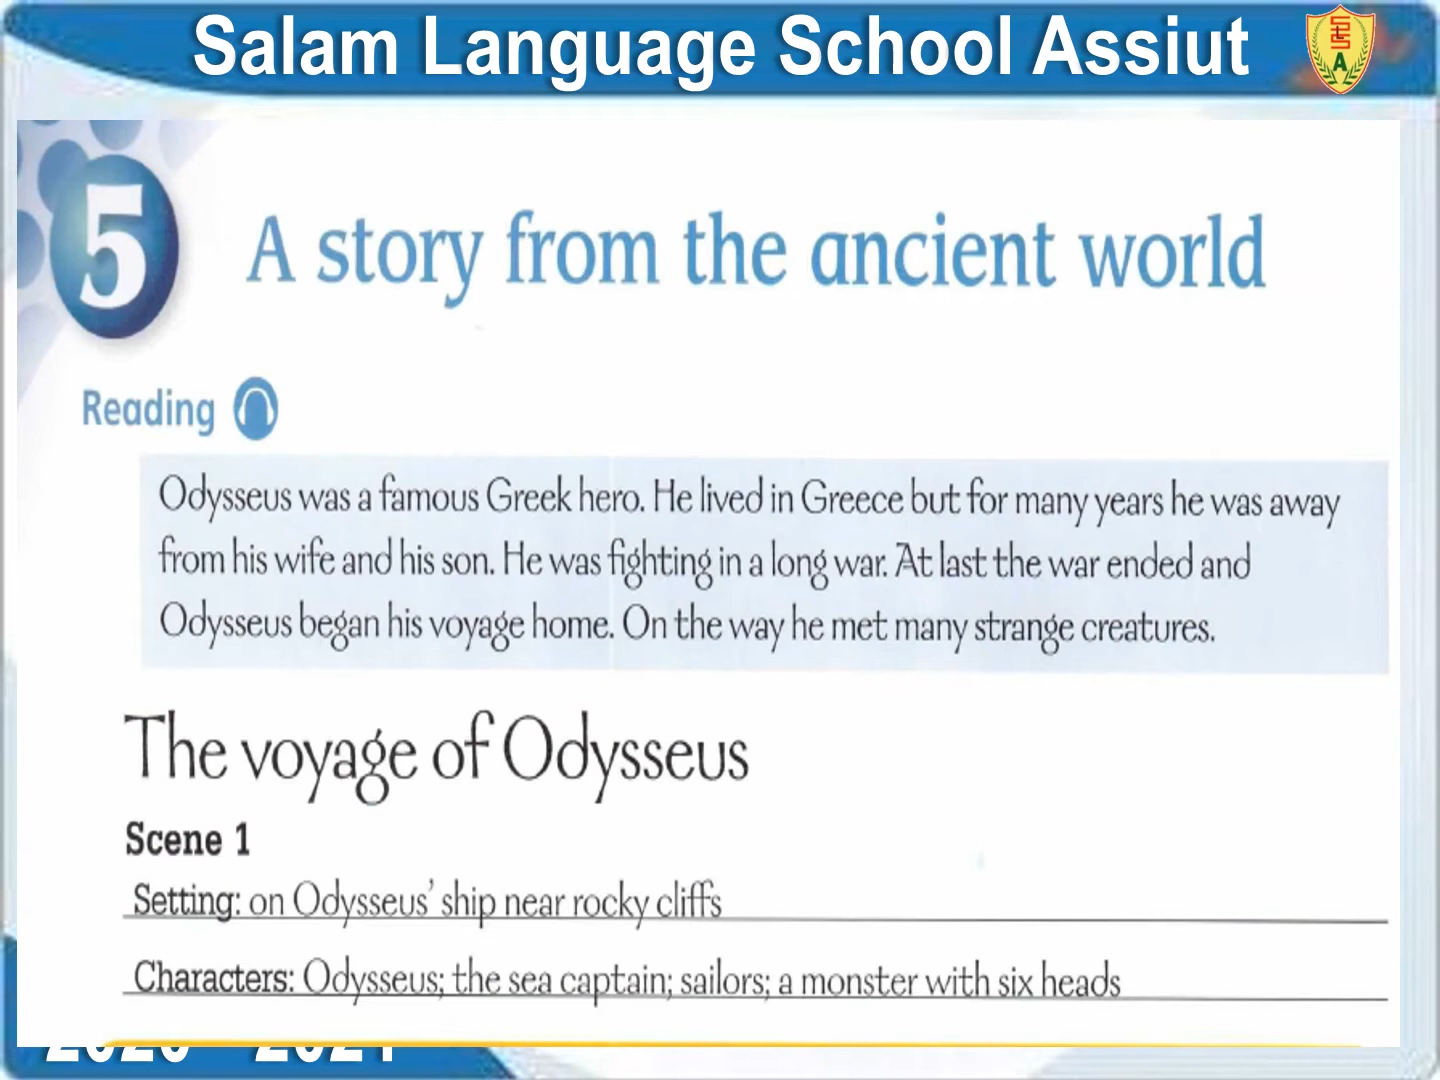 Salam Language School Assiut
5
A story from the ancient world
Reading
Odysseus was a famous Greek hero. He lived in Greece but for many years he was away
from his wife and his son. He was fighting in a long war. At last the war ended and
Odysseus began his voyage home. On the way he met many strange creatures.
The voyage of Odysseus
Scene 1
Setting: on Odysseus' ship near rocky cliffs
Characters: Odysseus; the sea captain; sailors; a monster with six heads